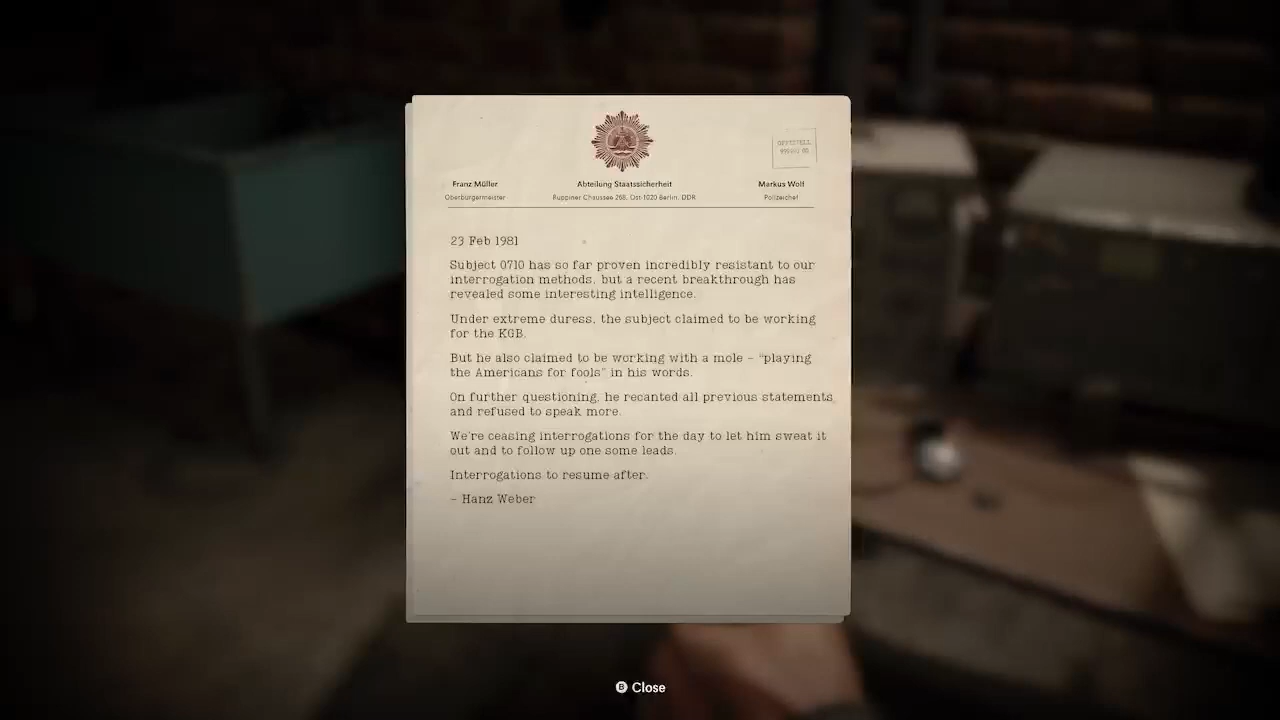 Franz Müller
Abteilung Staatssicherheit
Markus Wolf
Oberbürgermeister
Ruppiner Chaussee 268, Ost-1020 Berlin, DDR
Polizeichef
23 Feb 1981
Subject 0710 has so far proven incredibly resistant to our
interrogation methods, but a recent breakthrough has
revealed some interesting intelligence.
Under extreme duress, the subject claimed to be working
for the KGB.
But he also claimed to be working with a mole – “playing
the Americans for fools” in his words.
On further questioning, he recanted all previous statements
and refused to speak more.
We're ceasing interrogations for the day to let him sweat it
out and to follow up one some leads.
Interrogations to resume after.
– Hanz Weber
B Close